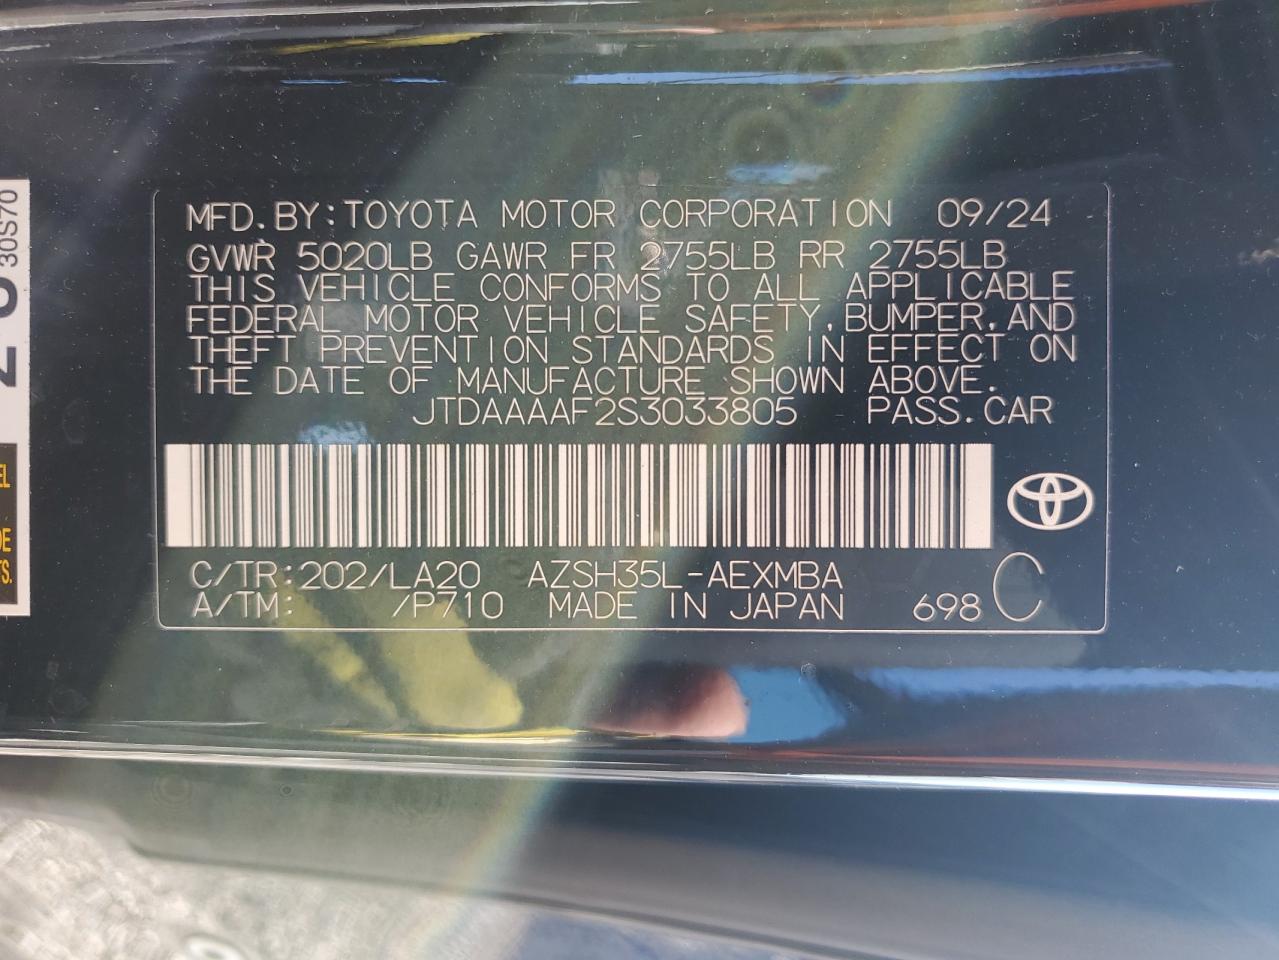 MFD.BY:TOYOTA MOTOR CORPORATION 09/24
GVWR 5020LB GAWR FR 2755LB RR 2755LB
THIS VEHICLE CONFORMS TO ALL APPLICABLE
FEDERAL MOTOR VEHICLE SAFETY,BUMPER,AND
THEFT PREVENTION STANDARDS IN EFFECT ON
THE DATE OF MANUFACTURE SHOWN ABOVE.
JTDAAAAF2S3033805 PASS.CAR
C/TR:202/LA20 AZSH35L-AEXMBA C
A/TM: /P710 MADE IN JAPAN 698
30S70